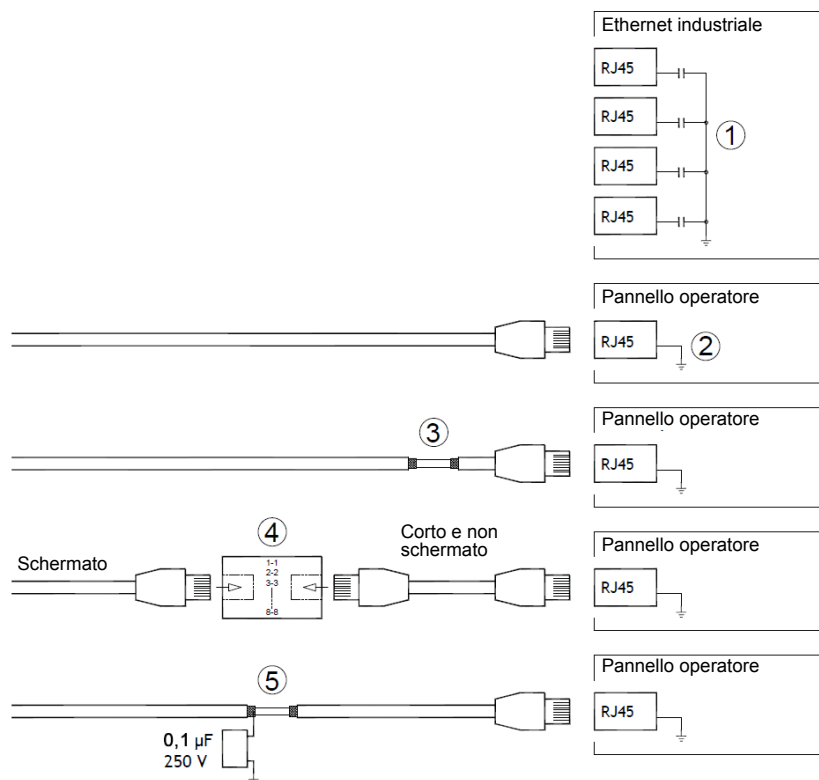 Ethernet industriale
RJ45
RJ45
1
RJ45
RJ45
Pannello operatore
RJ45
2
Pannello operatore
3
RJ45
Pannello operatore
4
Corto e non
schermato
Schermato
1-1
2-2
3-3
8-8
RJ45
Pannello operatore
5
RJ45
0,1 µF
250 V